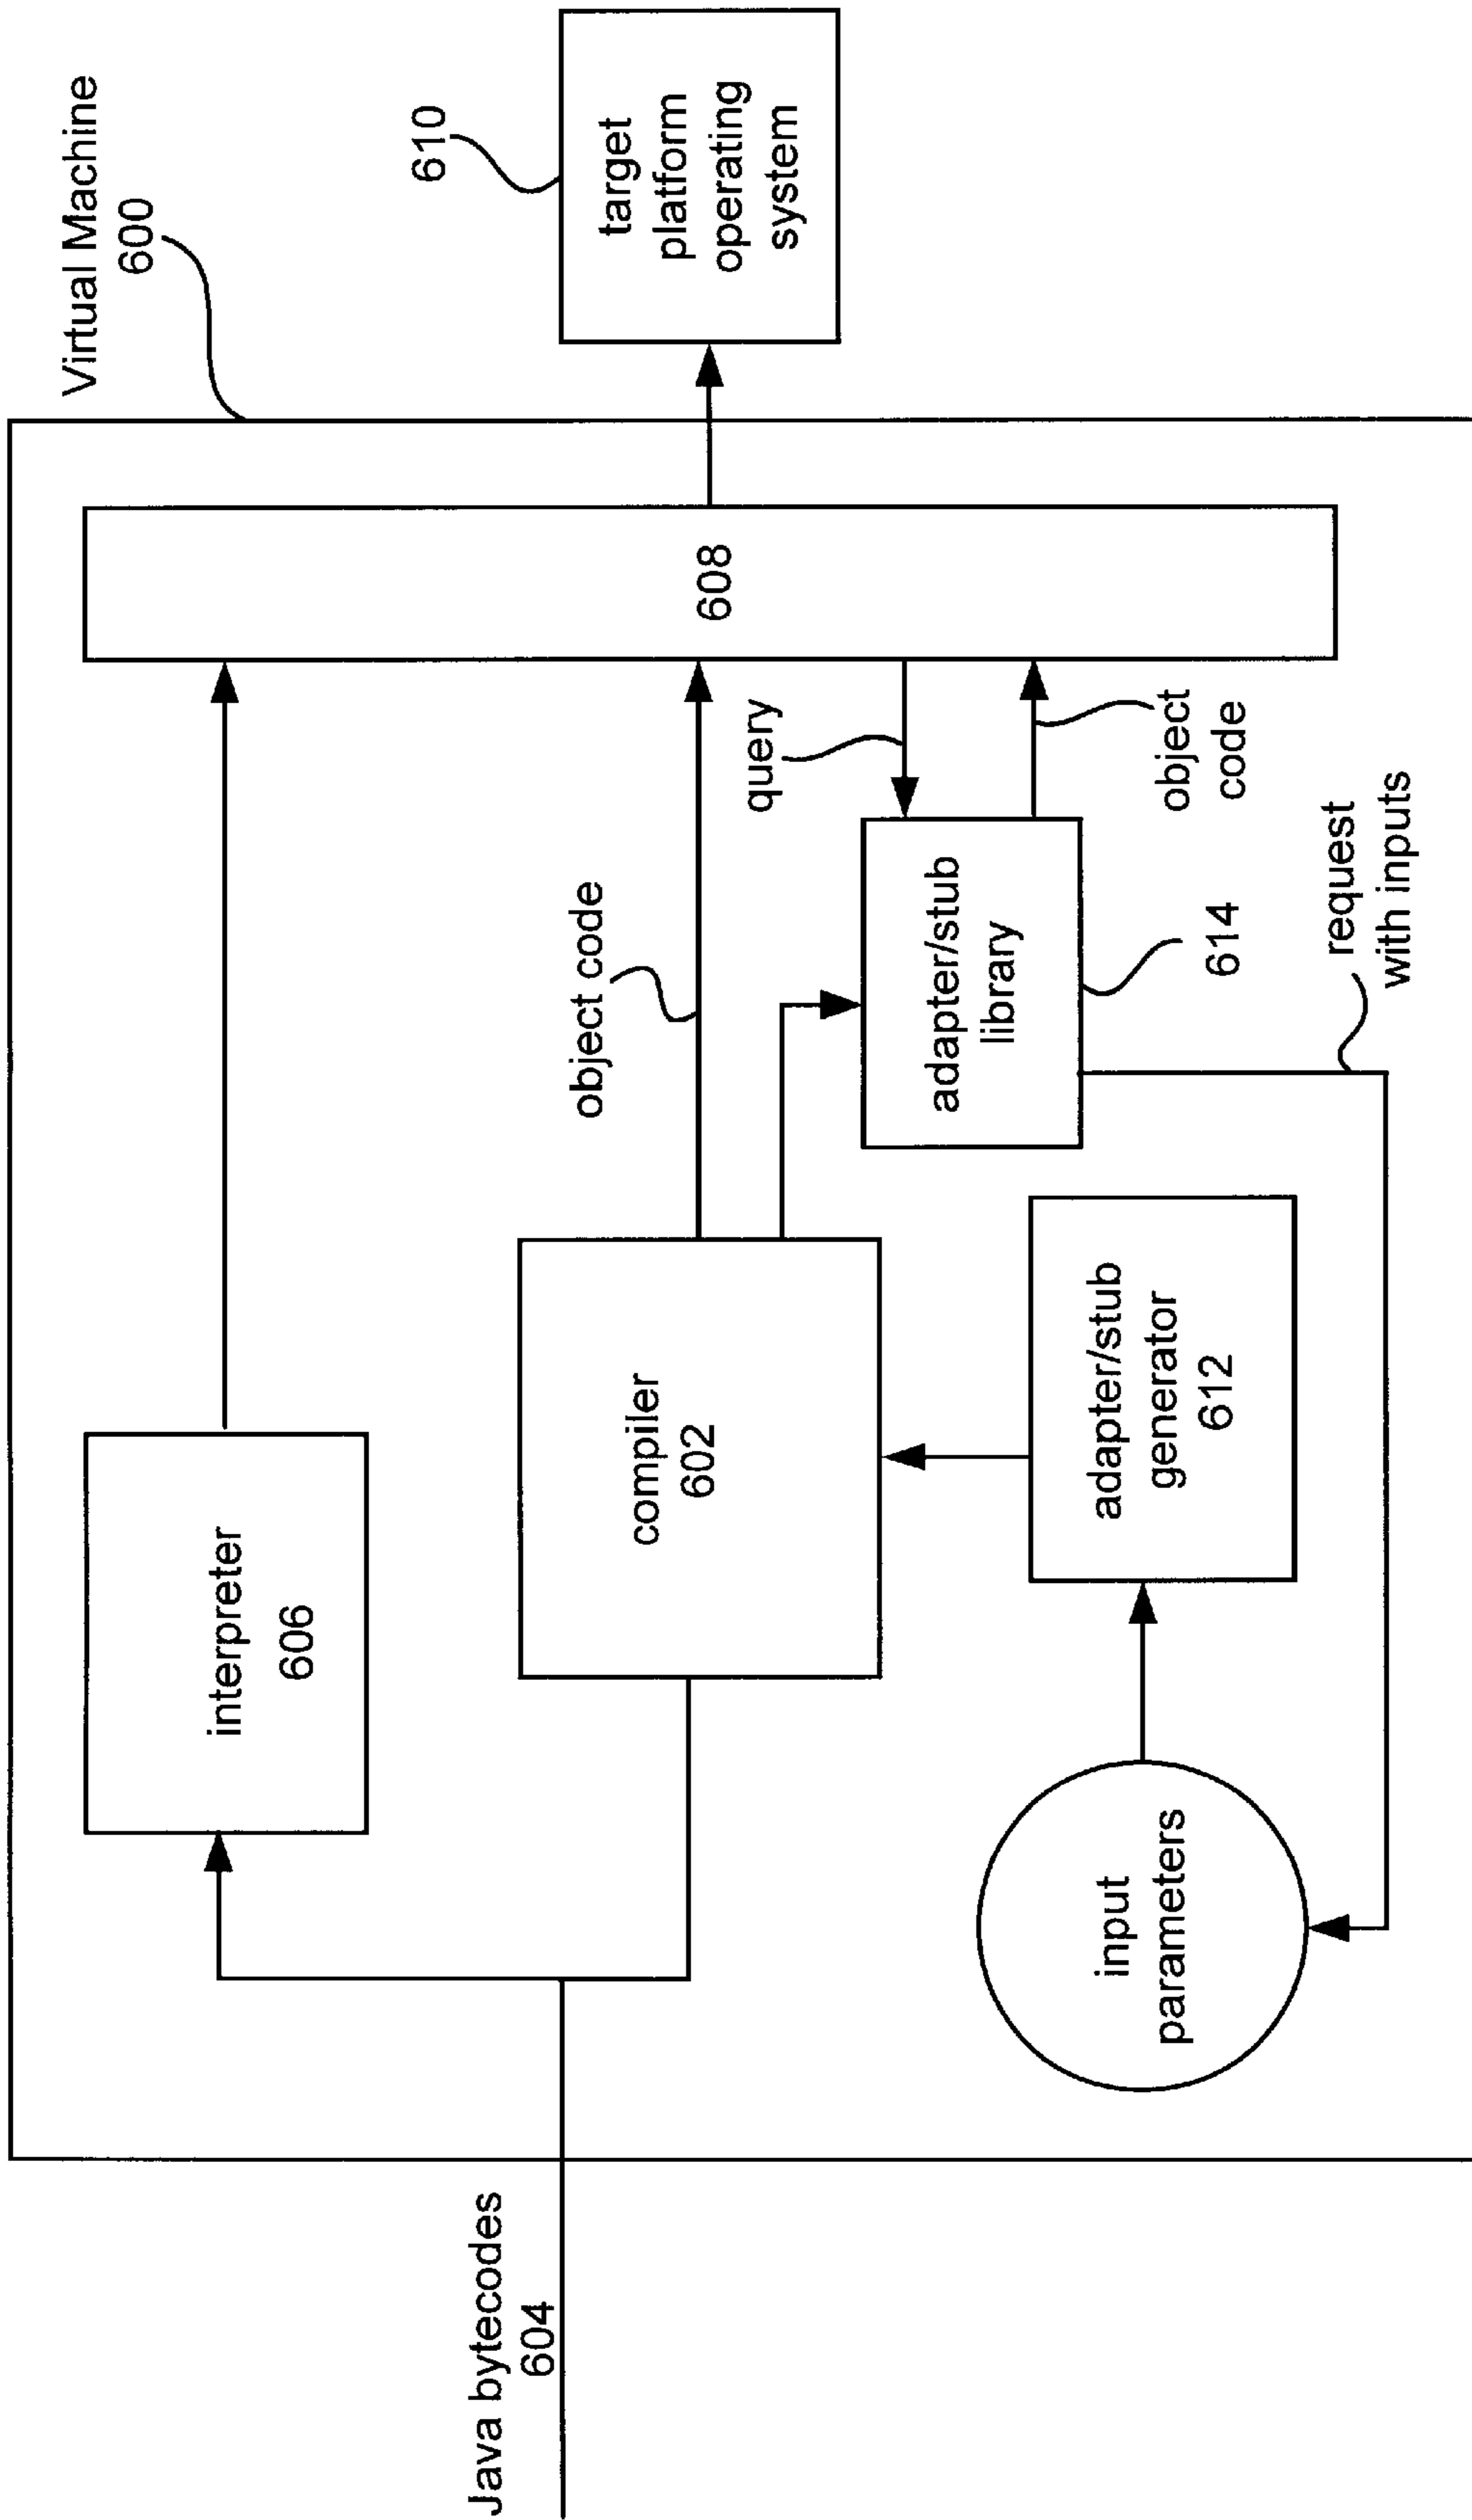 Virtual Machine
600
Java bytecodes
604
interpreter
606
compiler
602
object code
608
610
target
platform
operating
system
query
adapter/stub
library
614
object
code
input
parameters
adapter/stub
generator
612
request
with inputs